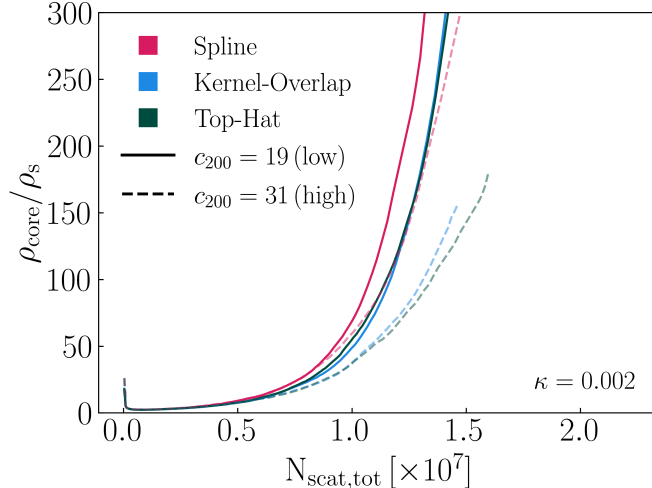 300
250
200
150
100
50
0
ρcore/ρs
Spline
Kernel-Overlap
Top-Hat
c200 = 19 (low)
c200 = 31 (high)
κ = 0.002
0.0 0.5 1.0 1.5 2.0
Nscat,tot [×10⁷]